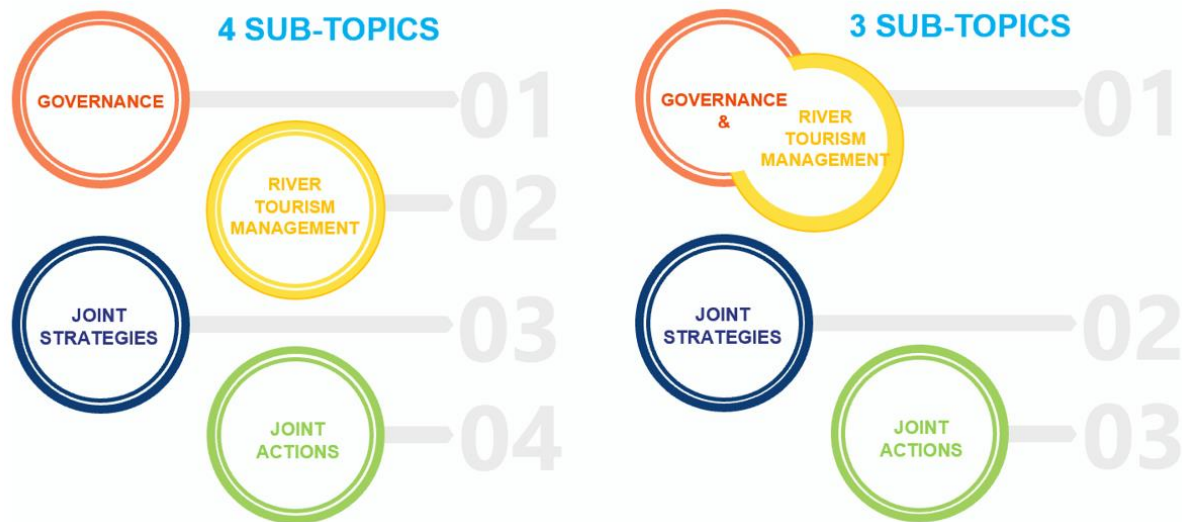 4 SUB-TOPICS
GOVERNANCE
01
RIVER
TOURISM
MANAGEMENT
02
JOINT
STRATEGIES
03
JOINT
ACTIONS
04
3 SUB-TOPICS
GOVERNANCE
&
RIVER
TOURISM
MANAGEMENT
01
JOINT
STRATEGIES
02
JOINT
ACTIONS
03